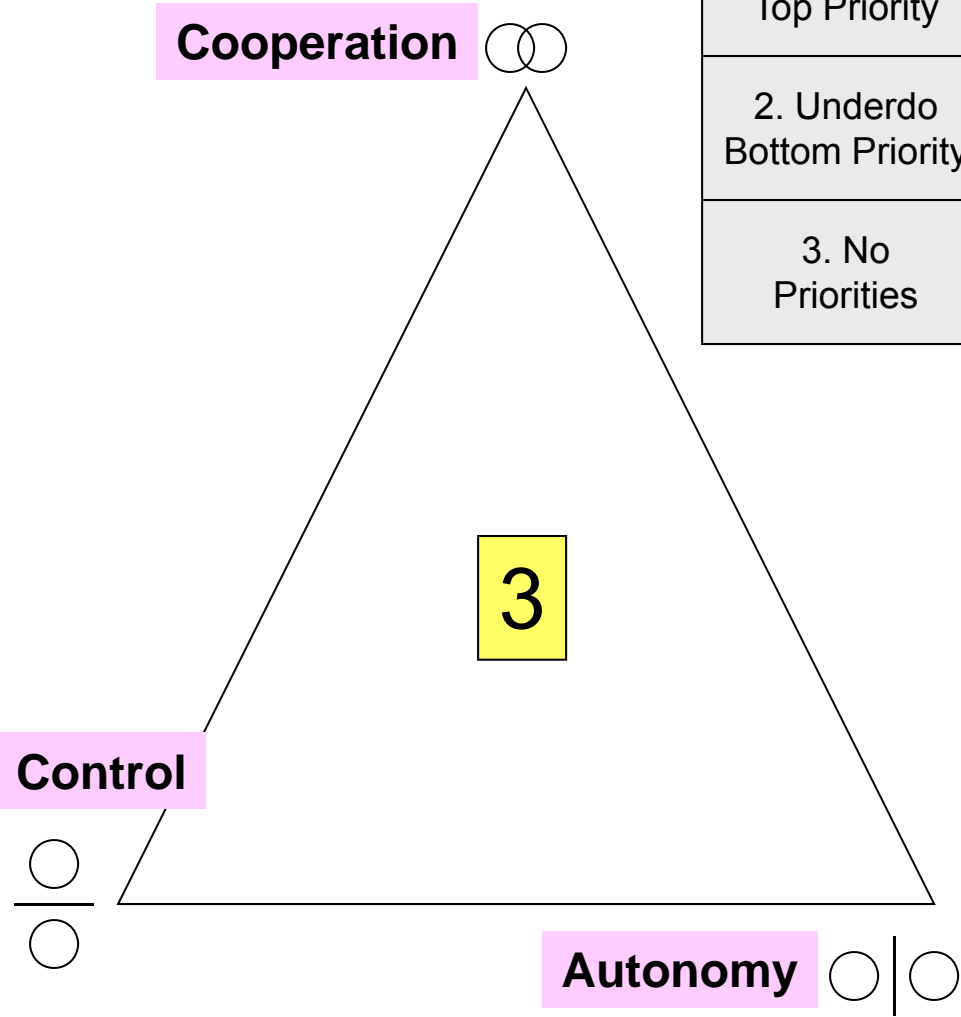 Cooperation
Top Priority
2. Underdo
Bottom Priority
3. No
Priorities
3
Control
Autonomy